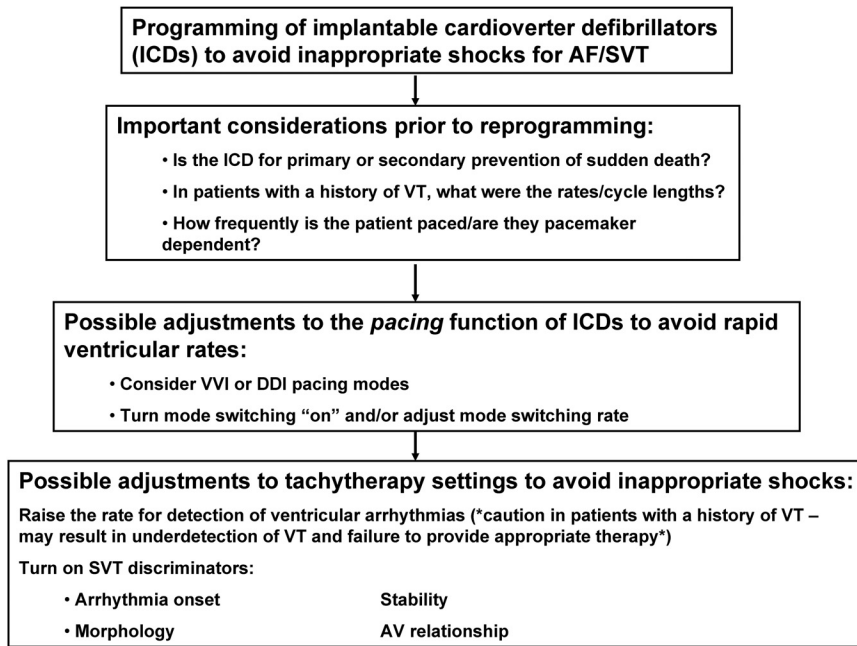 Programming of implantable cardioverter defibrillators
(ICDs) to avoid inappropriate shocks for AF/SVT
Important considerations prior to reprogramming:
• Is the ICD for primary or secondary prevention of sudden death?
• In patients with a history of VT, what were the rates/cycle lengths?
• How frequently is the patient paced/are they pacemaker
dependent?
Possible adjustments to the pacing function of ICDs to avoid rapid
ventricular rates:
• Consider VVI or DDI pacing modes
• Turn mode switching “on” and/or adjust mode switching rate
Possible adjustments to tachytherapy settings to avoid inappropriate shocks:
Raise the rate for detection of ventricular arrhythmias (*caution in patients with a history of VT –
may result in underdetection of VT and failure to provide appropriate therapy*)
Turn on SVT discriminators:
• Arrhythmia onset Stability
• Morphology AV relationship